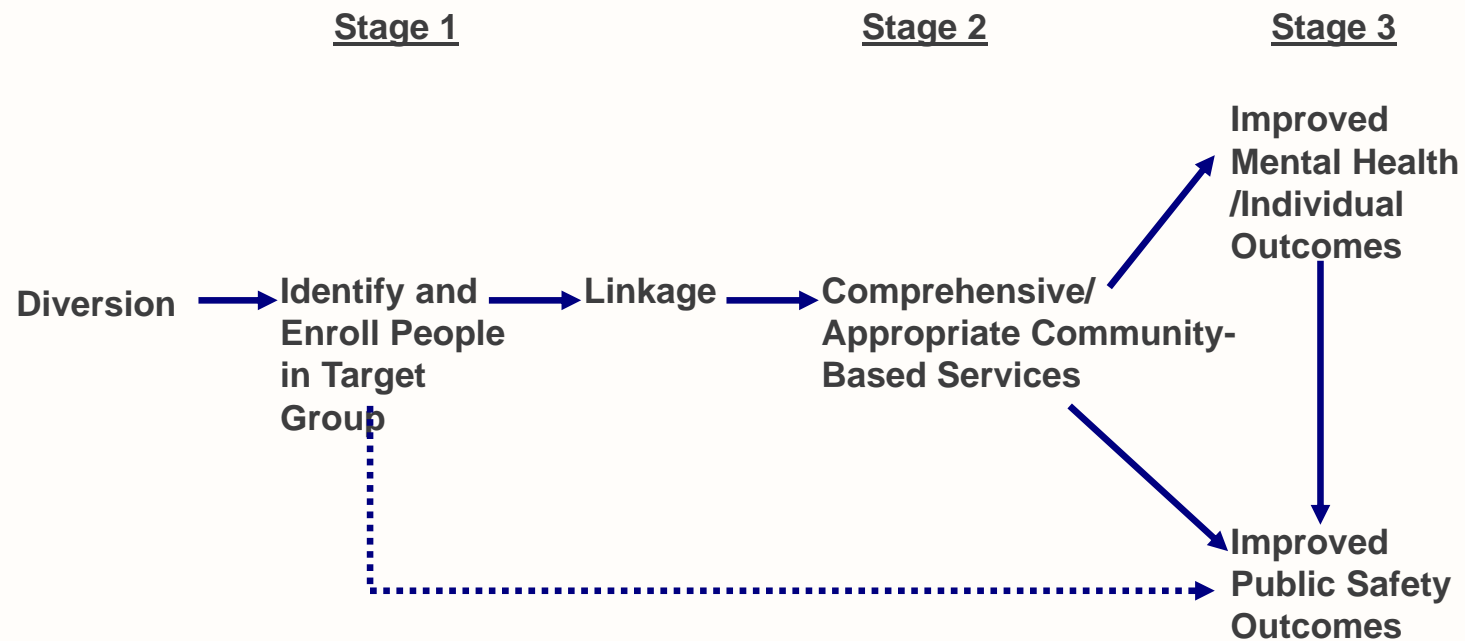 Stage 1
Stage 2
Stage 3
Diversion
Identify and
Enroll People
in Target
Group
Linkage
Comprehensive/
Appropriate Community-
Based Services
Improved
Mental Health
/Individual
Outcomes
Improved
Public Safety
Outcomes